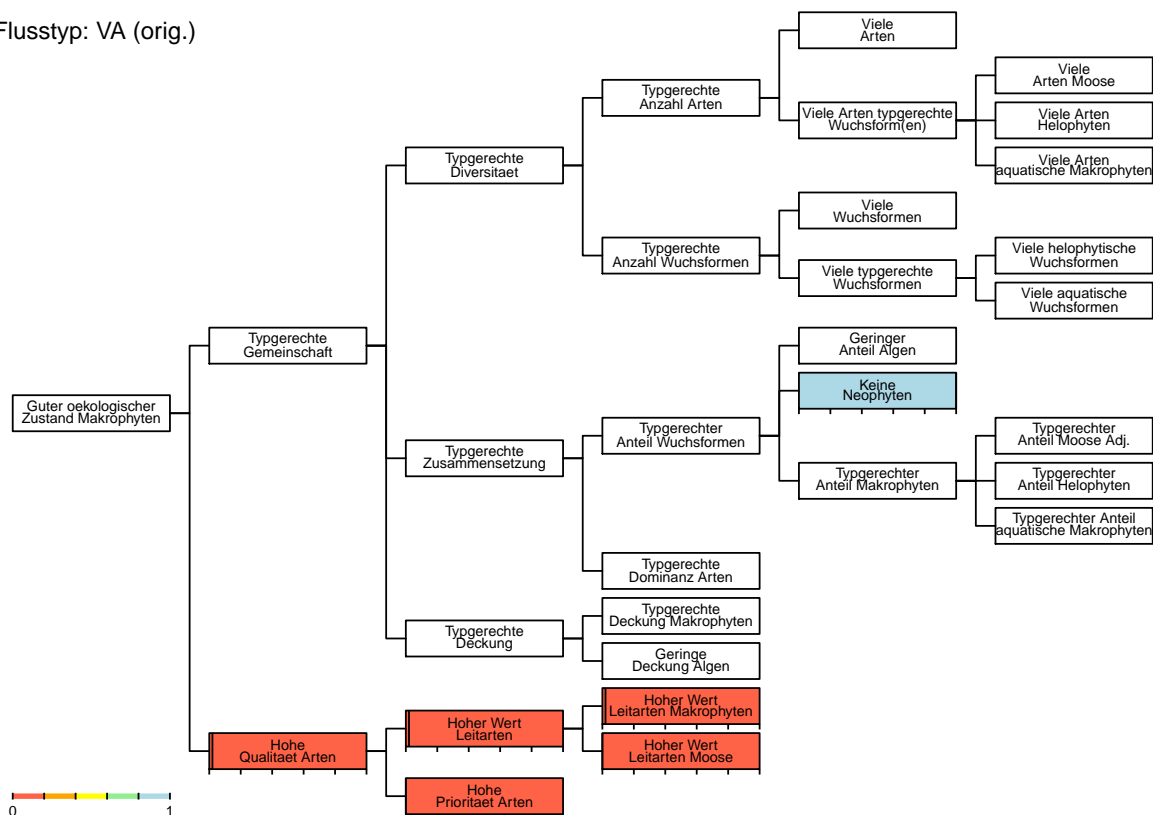 Flusstyp: VA (orig.)
Viele
Arten
Typgerechte
Anzahl Arten
Viele
Arten Moose
Viele Arten typgerechte
Wuchsform(en)
Viele Arten
Helophyten
Viele Arten
aquatische Makrophyten
Typgerechte
Diversitaet
Viele
Wuchsformen
Typgerechte
Anzahl Wuchsformen
Viele helophytische
Wuchsformen
Viele typgerechte
Wuchsformen
Viele aquatische
Wuchsformen
Typgerechte
Gemeinschaft
Geringer
Anteil Algen
Keine
Neophyten
Guter oekologischer
Zustand Makrophyten
Typgerechter
Anteil Wuchsformen
Typgerechter
Anteil Moose Adj.
Typgerechte
Zusammensetzung
Typgerechter
Anteil Makrophyten
Typgerechter
Anteil Helophyten
Typgerechter Anteil
aquatische Makrophyten
Typgerechte
Dominanz Arten
Typgerechte
Deckung Makrophyten
Typgerechte
Deckung
Geringe
Deckung Algen
Hoher Wert
Leitarten Makrophyten
Hoher Wert
Leitarten
Hohe
Qualitaet Arten
Hoher Wert
Leitarten Moose
Hohe
Prioritaet Arten
0 1